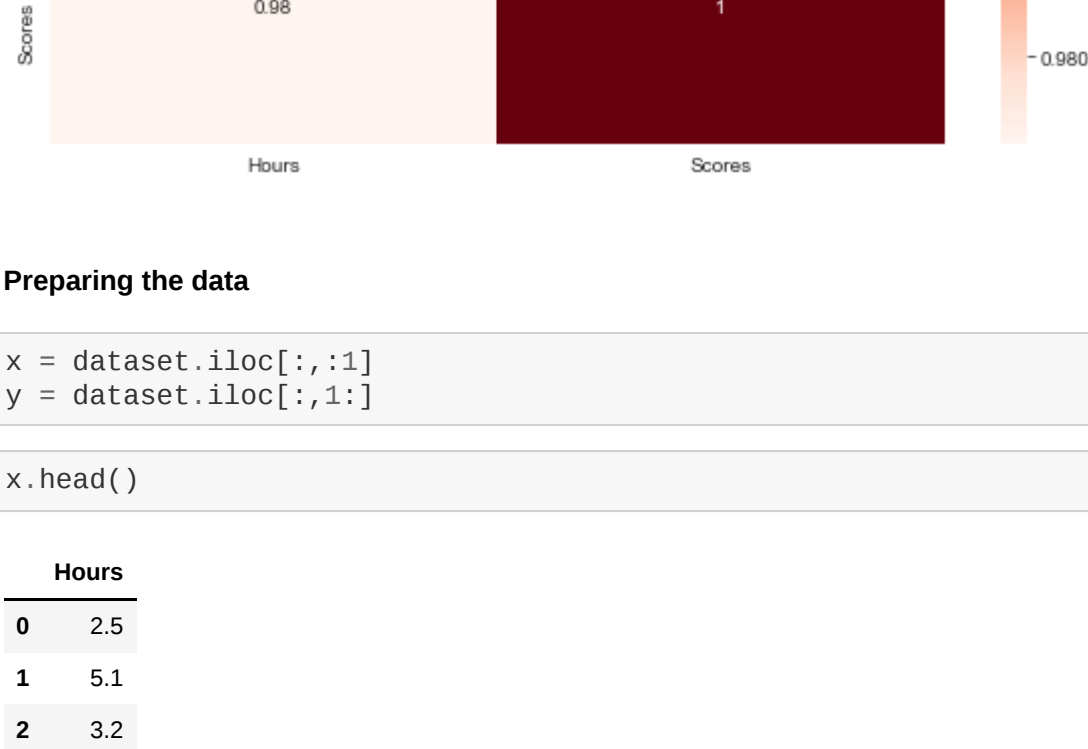 Scores
0.98
1
0.980
Hours
Scores
Preparing the data
x = dataset.iloc[:,:1]
y = dataset.iloc[:,1:]
x.head()
Hours
0 2.5
1 5.1
2 3.2